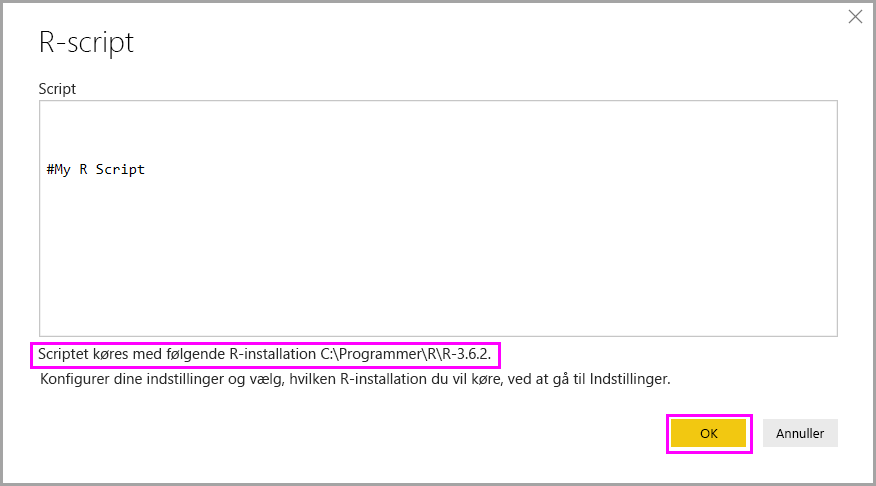 R-script
Script
#My R Script
Scriptet køres med følgende R-installation C:\Programmer\R\R-3.6.2.
Konfigurer dine indstillinger og vælg, hvilken R-installation du vil køre, ved at gå til Indstillinger.
OK
Annuller